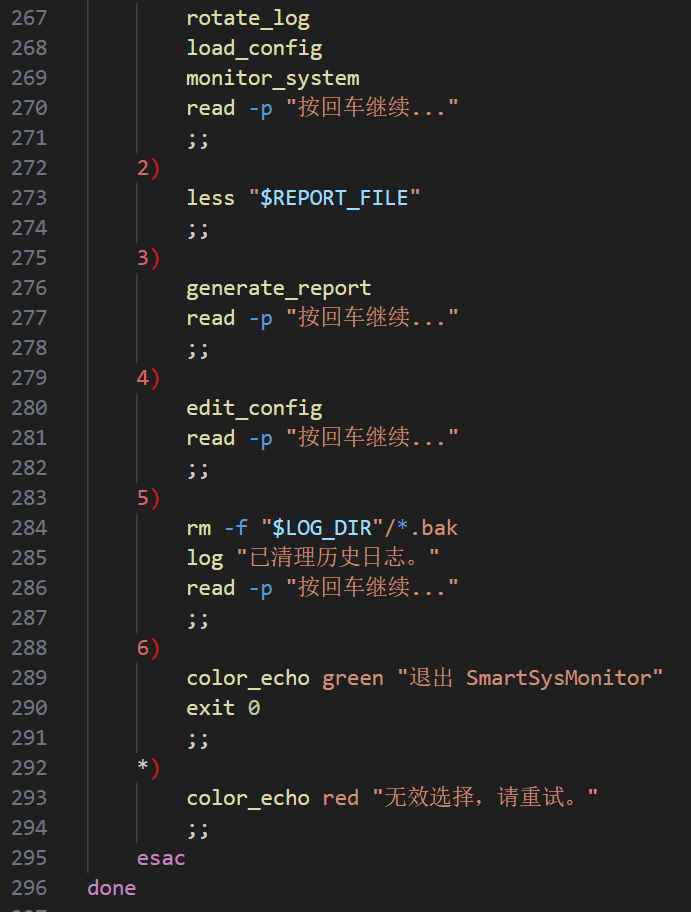 267 rotate_log
268 load_config
269 monitor_system
270 read -p "按回车继续..."
271 ;;
272 2)
273 less "$REPORT_FILE"
274 ;;
275 3)
276 generate_report
277 read -p "按回车继续..."
278 ;;
279 4)
280 edit_config
281 read -p "按回车继续..."
282 ;;
283 5)
284 rm -f "$LOG_DIR"/*.bak
285 log "已清理历史日志。"
286 read -p "按回车继续..."
287 ;;
288 6)
289 color_echo green "退出 SmartSysMonitor"
290 exit 0
291 ;;
292 *)
293 color_echo red "无效选择，请重试。"
294 ;;
295 esac
296 done